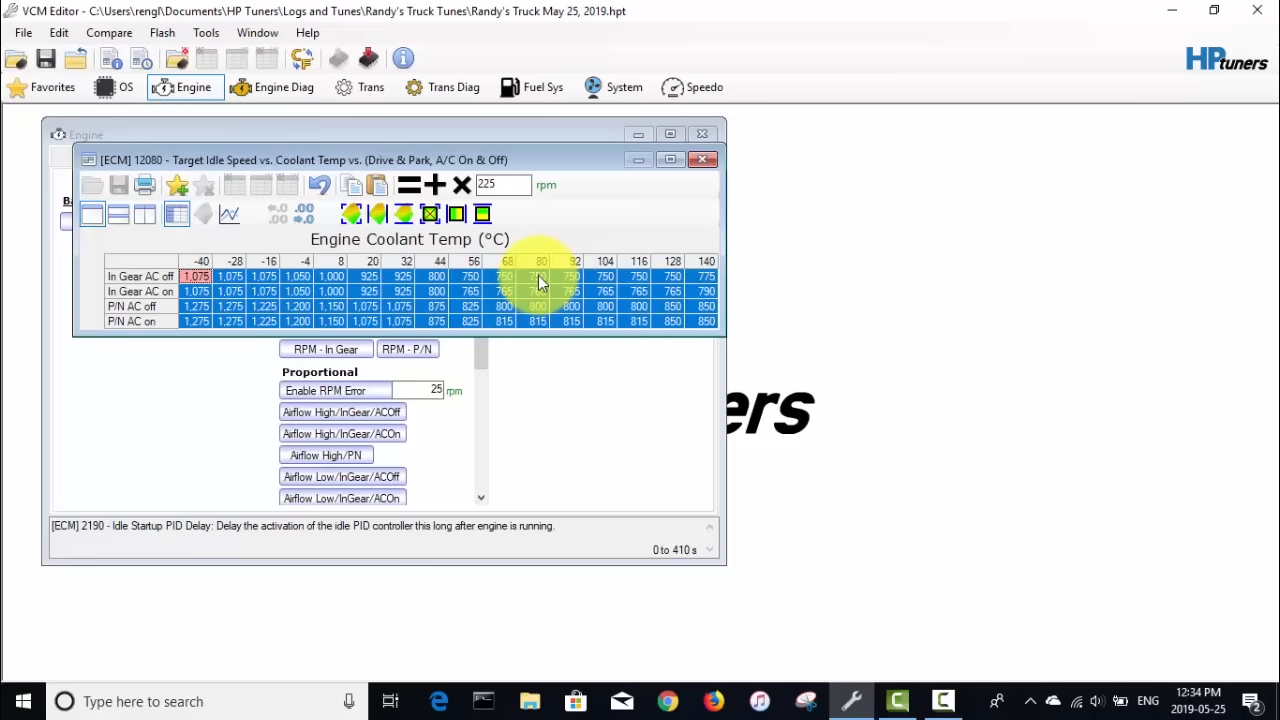 VCM Editor - C:\Users\rengl\Documents\HP Tuners\Logs and Tunes\Randy's Truck Tunes\Randy's Truck May 25, 2019.hpt
File Edit Compare Flash Tools Window Help
HPtuners
Favorites OS Engine Engine Diag Trans Trans Diag Fuel Sys System Speedo
Engine
[ECM] 12080 - Target Idle Speed vs. Coolant Temp vs. (Drive & Park, A/C On & Off)
225 rpm
Engine Coolant Temp (°C)
-40 -28 -16 -4 8 20 32 44 56 68 80 92 104 116 128 140
In Gear AC off 1,075 1,075 1,075 1,050 1,000 925 925 800 750 750 750 750 750 750 775
In Gear AC on 1,075 1,075 1,075 1,050 1,000 925 925 800 765 765 765 765 765 765 790
P/N AC off 1,275 1,275 1,225 1,200 1,150 1,075 1,075 875 825 800 800 800 800 800 850 850
P/N AC on 1,275 1,275 1,225 1,200 1,150 1,075 1,075 875 825 815 815 815 815 815 850 850
RPM - In Gear RPM - P/N
Proportional
Enable RPM Error 25 rpm
Airflow High/InGear/ACOff
ers
Airflow High/InGear/ACOn
Airflow High/PN
Airflow Low/InGear/ACOff
Airflow Low/InGear/ACOn
[ECM] 2190 - Idle Startup PID Delay: Delay the activation of the idle PID controller this long after engine is running.
0 to 410 s
Type here to search
ENG
12:34 PM
2019-05-25
2